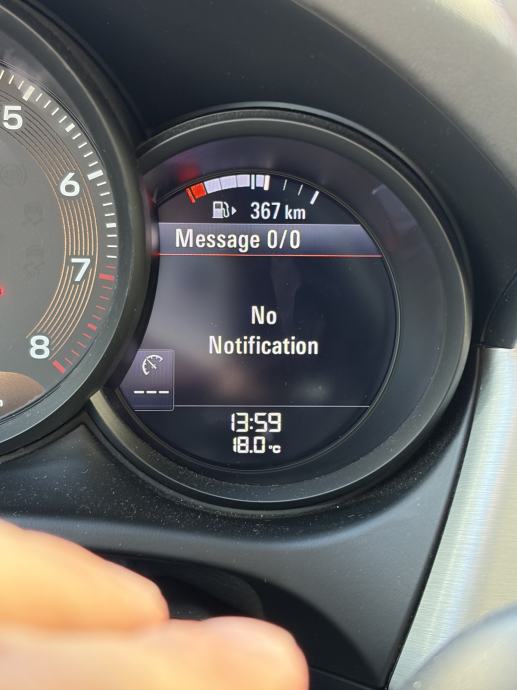 5
6
7
8
367 km
Message 0/0
No
Notification
---
13:59
18.0 °C